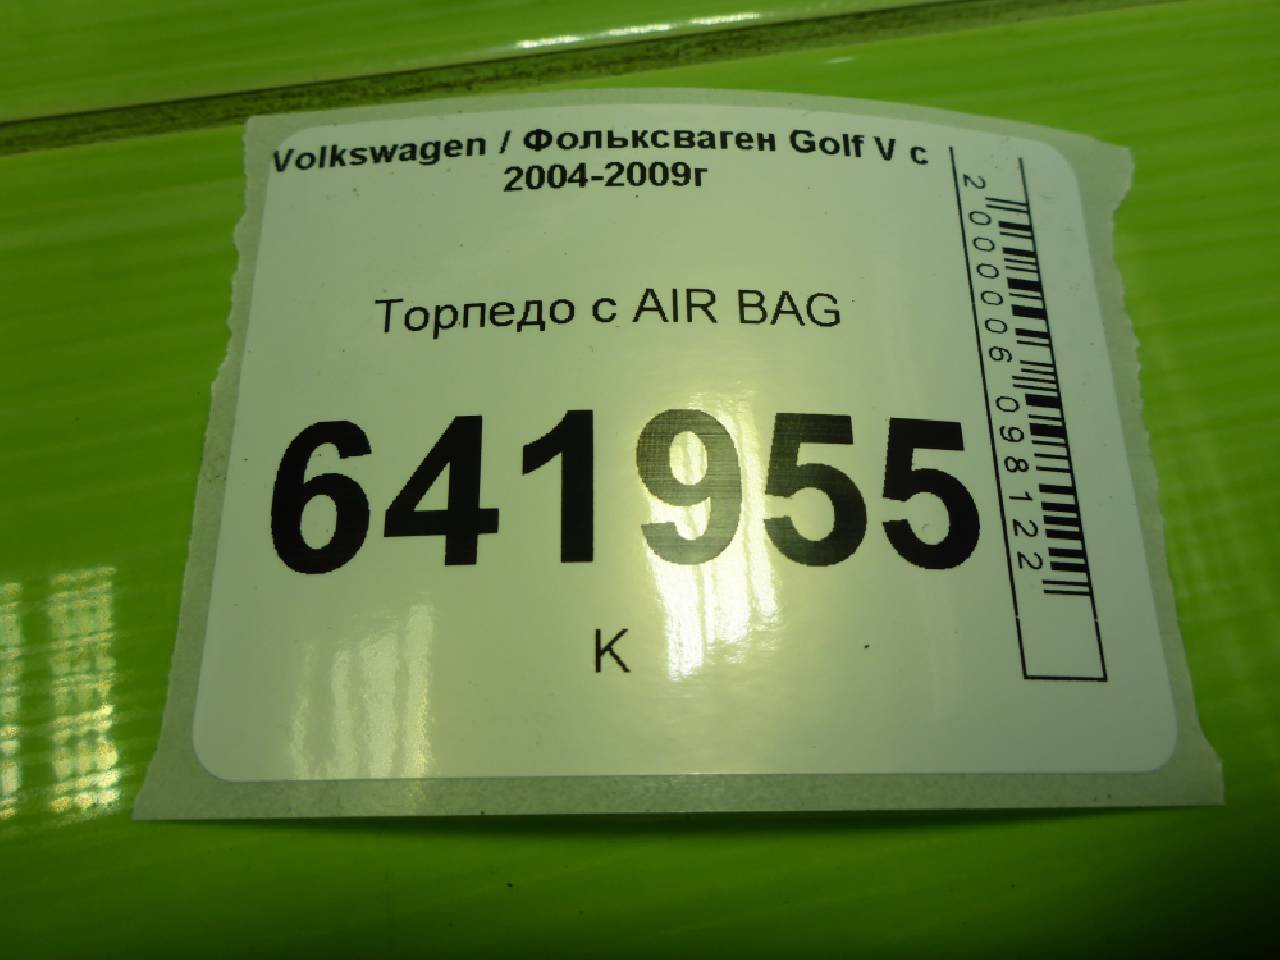 Volkswagen / Фольксваген Golf V с
2004-2009г
Торпедо с AIR BAG
641955
К
2000006098122